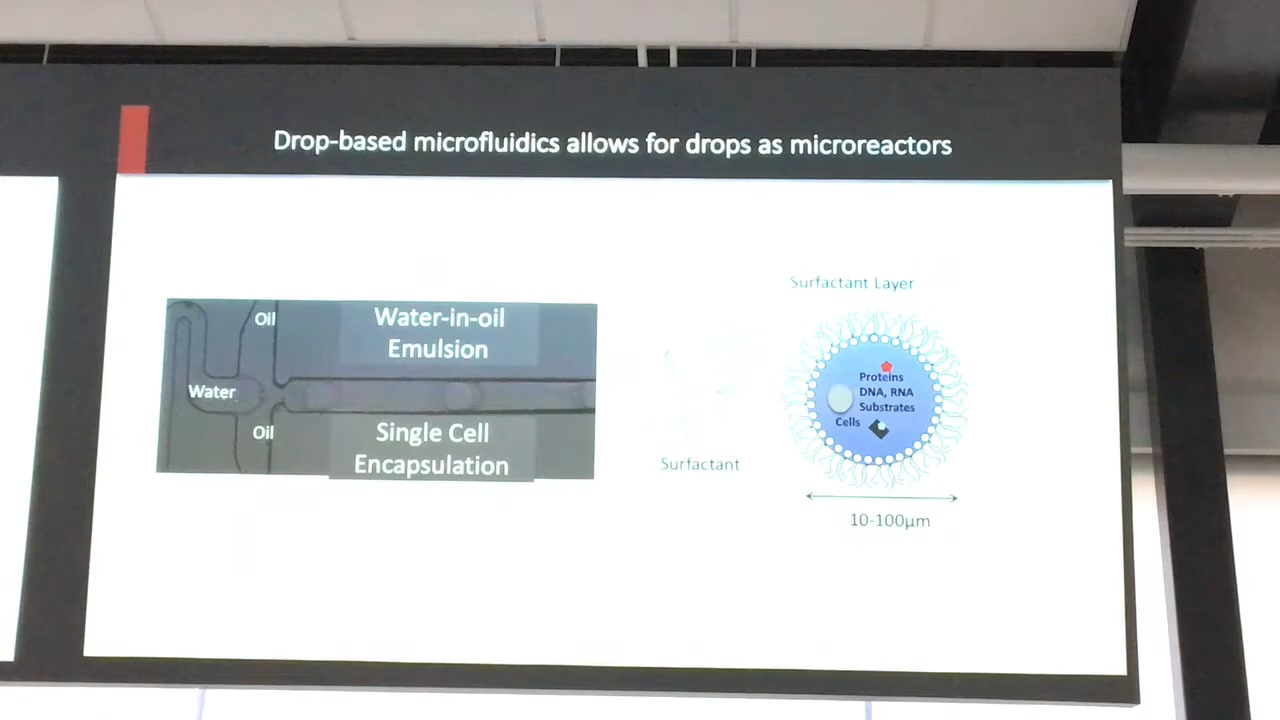 Drop-based microfluidics allows for drops as microreactors
Oil
Water-in-oil
Emulsion
Water
Oil
Single Cell
Encapsulation
Surfactant Layer
Proteins
DNA, RNA
Substrates
Cells
Surfactant
10-100µm